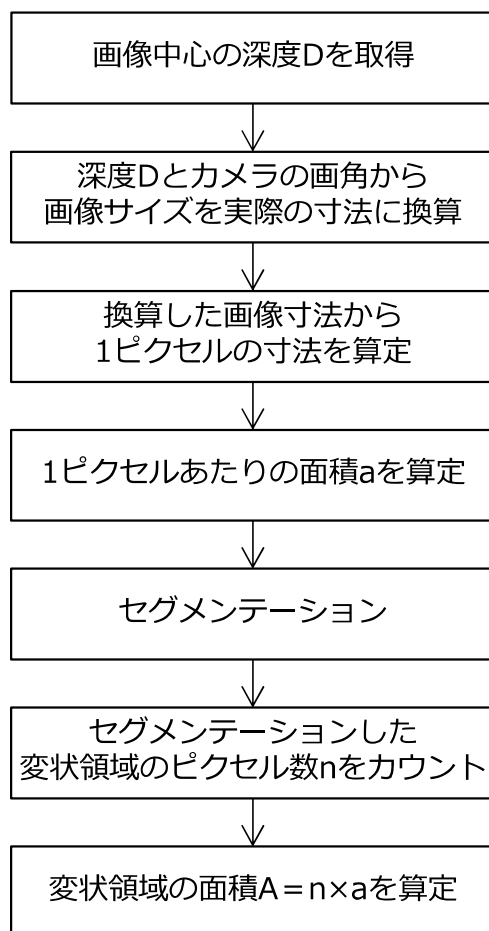 画像中心の深度Dを取得
深度Dとカメラの画角から
画像サイズを実際の寸法に換算
換算した画像寸法から
1ピクセルの寸法を算定
1ピクセルあたりの面積aを算定
セグメンテーション
セグメンテーションした
変状領域のピクセル数nをカウント
変状領域の面積A＝n×aを算定